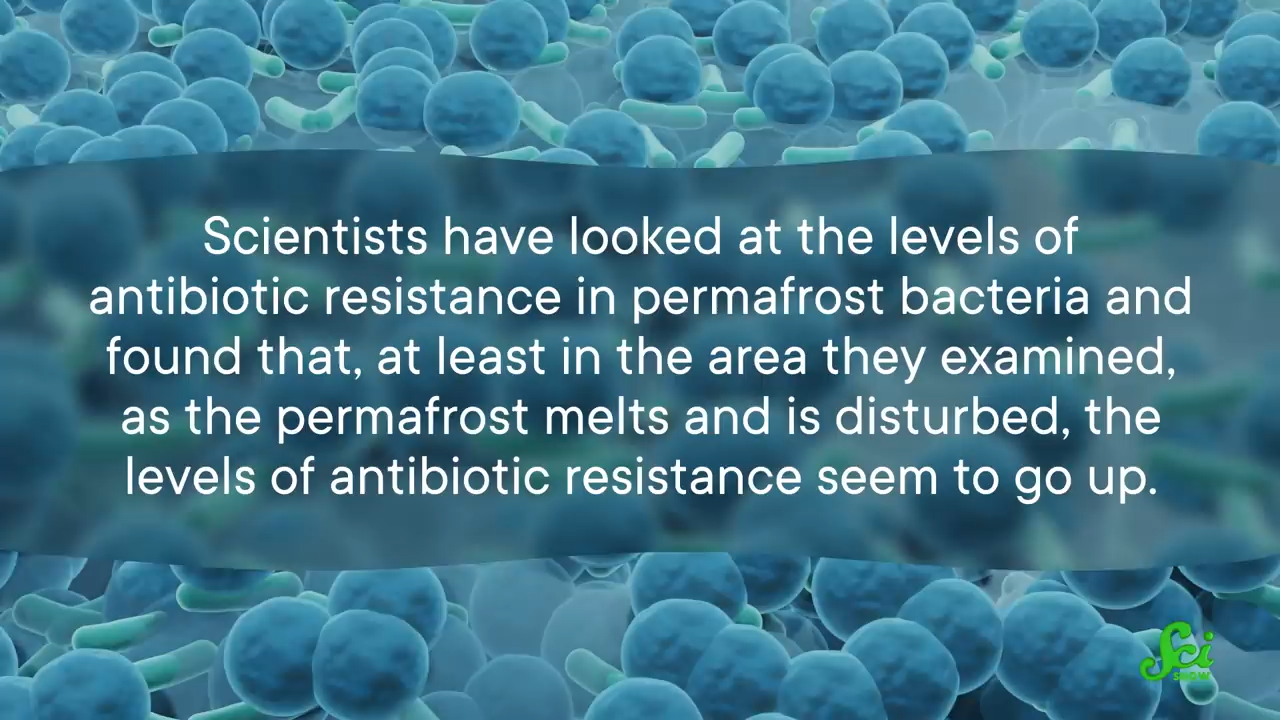 Scientists have looked at the levels of
antibiotic resistance in permafrost bacteria and
found that, at least in the area they examined,
as the permafrost melts and is disturbed, the
levels of antibiotic resistance seem to go up.
Sci
SHOW